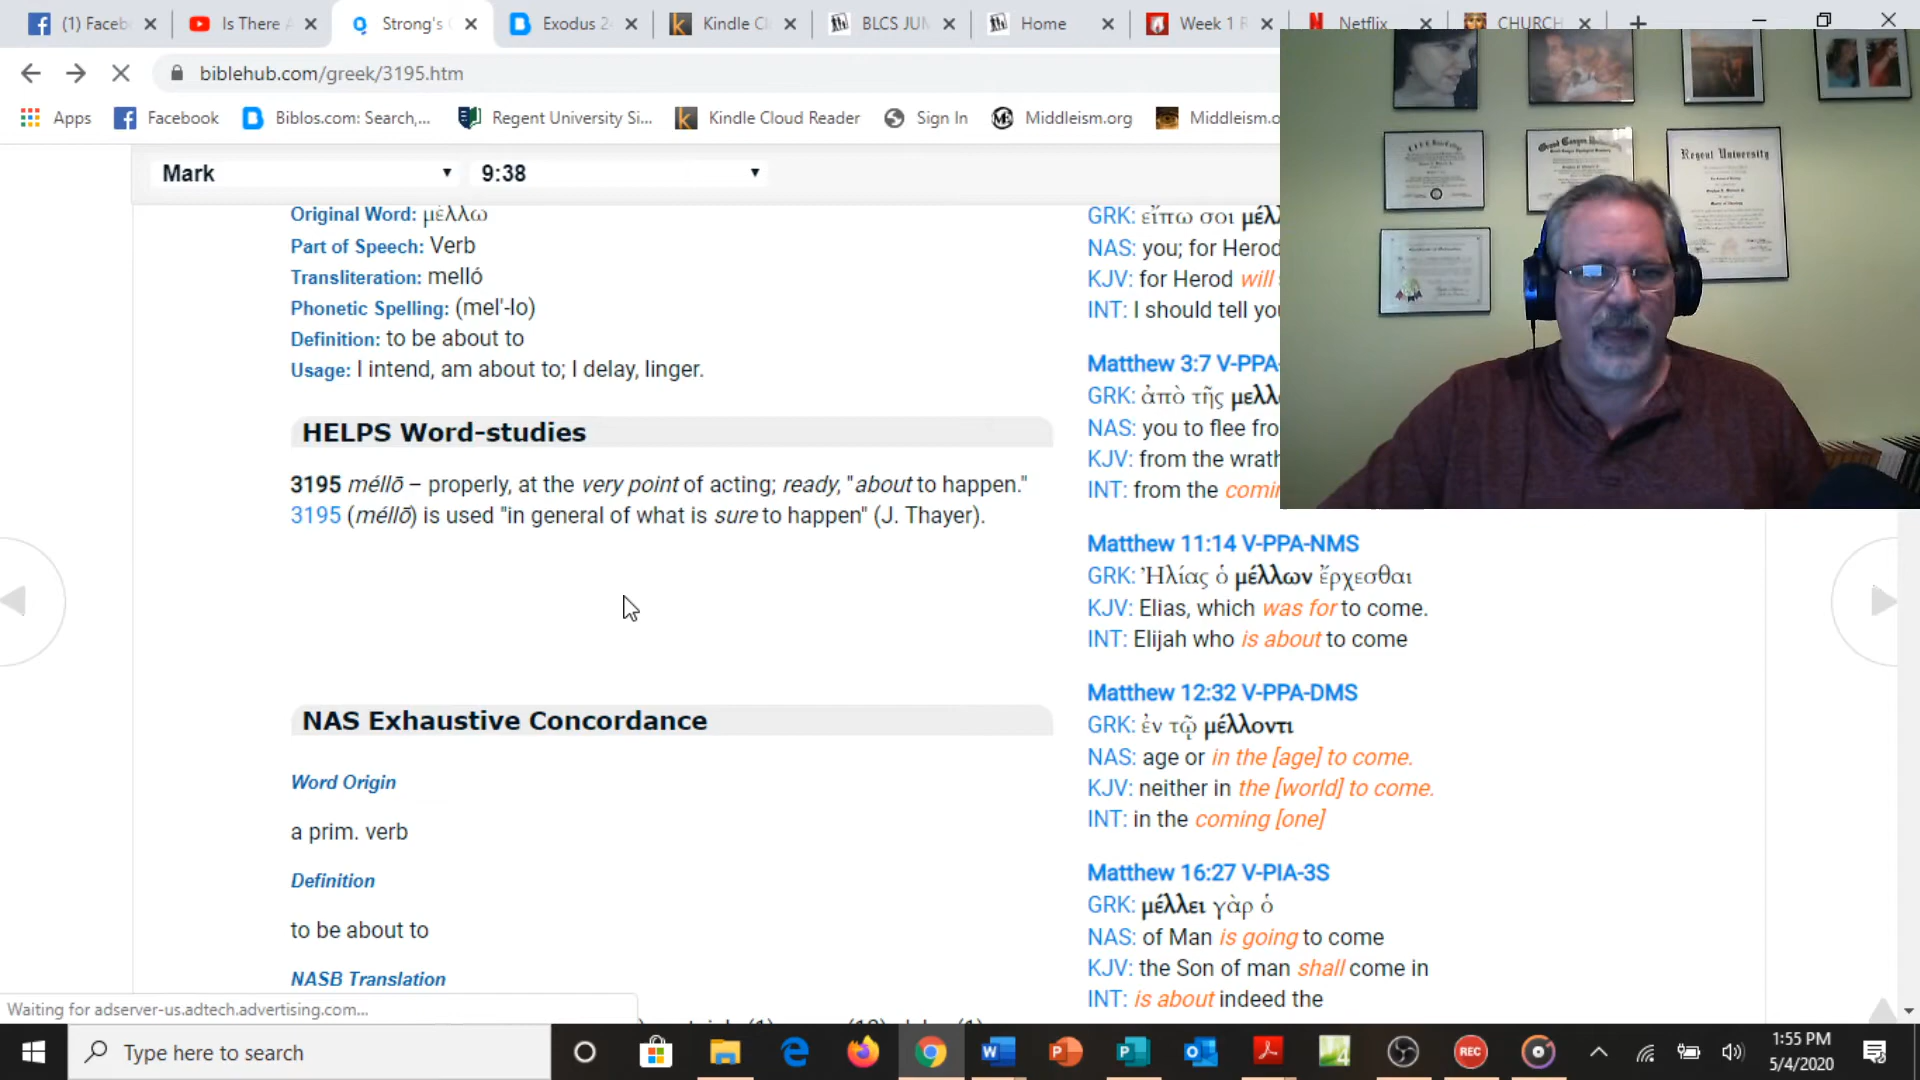 (1) Faceb
Is There
Strong's
Exodus 24
Kindle Cl
BLCS JUN
Home
Week 1 R
Netflix
CHURCH
biblehub.com/greek/3195.htm
Apps
Facebook
Biblos.com: Search,...
Regent University Si...
Kindle Cloud Reader
Sign In
Middleism.org
Middleism.o
Mark
9:38
Original Word: μέλλω
Part of Speech: Verb
Transliteration: melló
Phonetic Spelling: (mel'-lo)
Definition: to be about to
Usage: I intend, am about to; I delay, linger.
HELPS Word-studies
3195 méllō – properly, at the very point of acting; ready, "about to happen."
3195 (méllō) is used "in general of what is sure to happen" (J. Thayer).
NAS Exhaustive Concordance
Word Origin
a prim. verb
Definition
to be about to
NASB Translation
GRK: εἴπω σοι μέλ
NAS: you; for Herod
KJV: for Herod will
INT: I should tell you
Matthew 3:7 V-PPA-
GRK: ἀπὸ τῆς μελλ
NAS: you to flee fro
KJV: from the wrath
INT: from the comin
Matthew 11:14 V-PPA-NMS
GRK: Ἠλίας ὁ μέλλων ἔρχεσθαι
KJV: Elias, which was for to come.
INT: Elijah who is about to come
Matthew 12:32 V-PPA-DMS
GRK: ἐν τῷ μέλλοντι
NAS: age or in the [age] to come.
KJV: neither in the [world] to come.
INT: in the coming [one]
Matthew 16:27 V-PIA-3S
GRK: μέλλει γὰρ ὁ
NAS: of Man is going to come
KJV: the Son of man shall come in
INT: is about indeed the
Regent University
Waiting for adserver-us.adtech.advertising.com...
Type here to search
REC
1:55 PM
5/4/2020